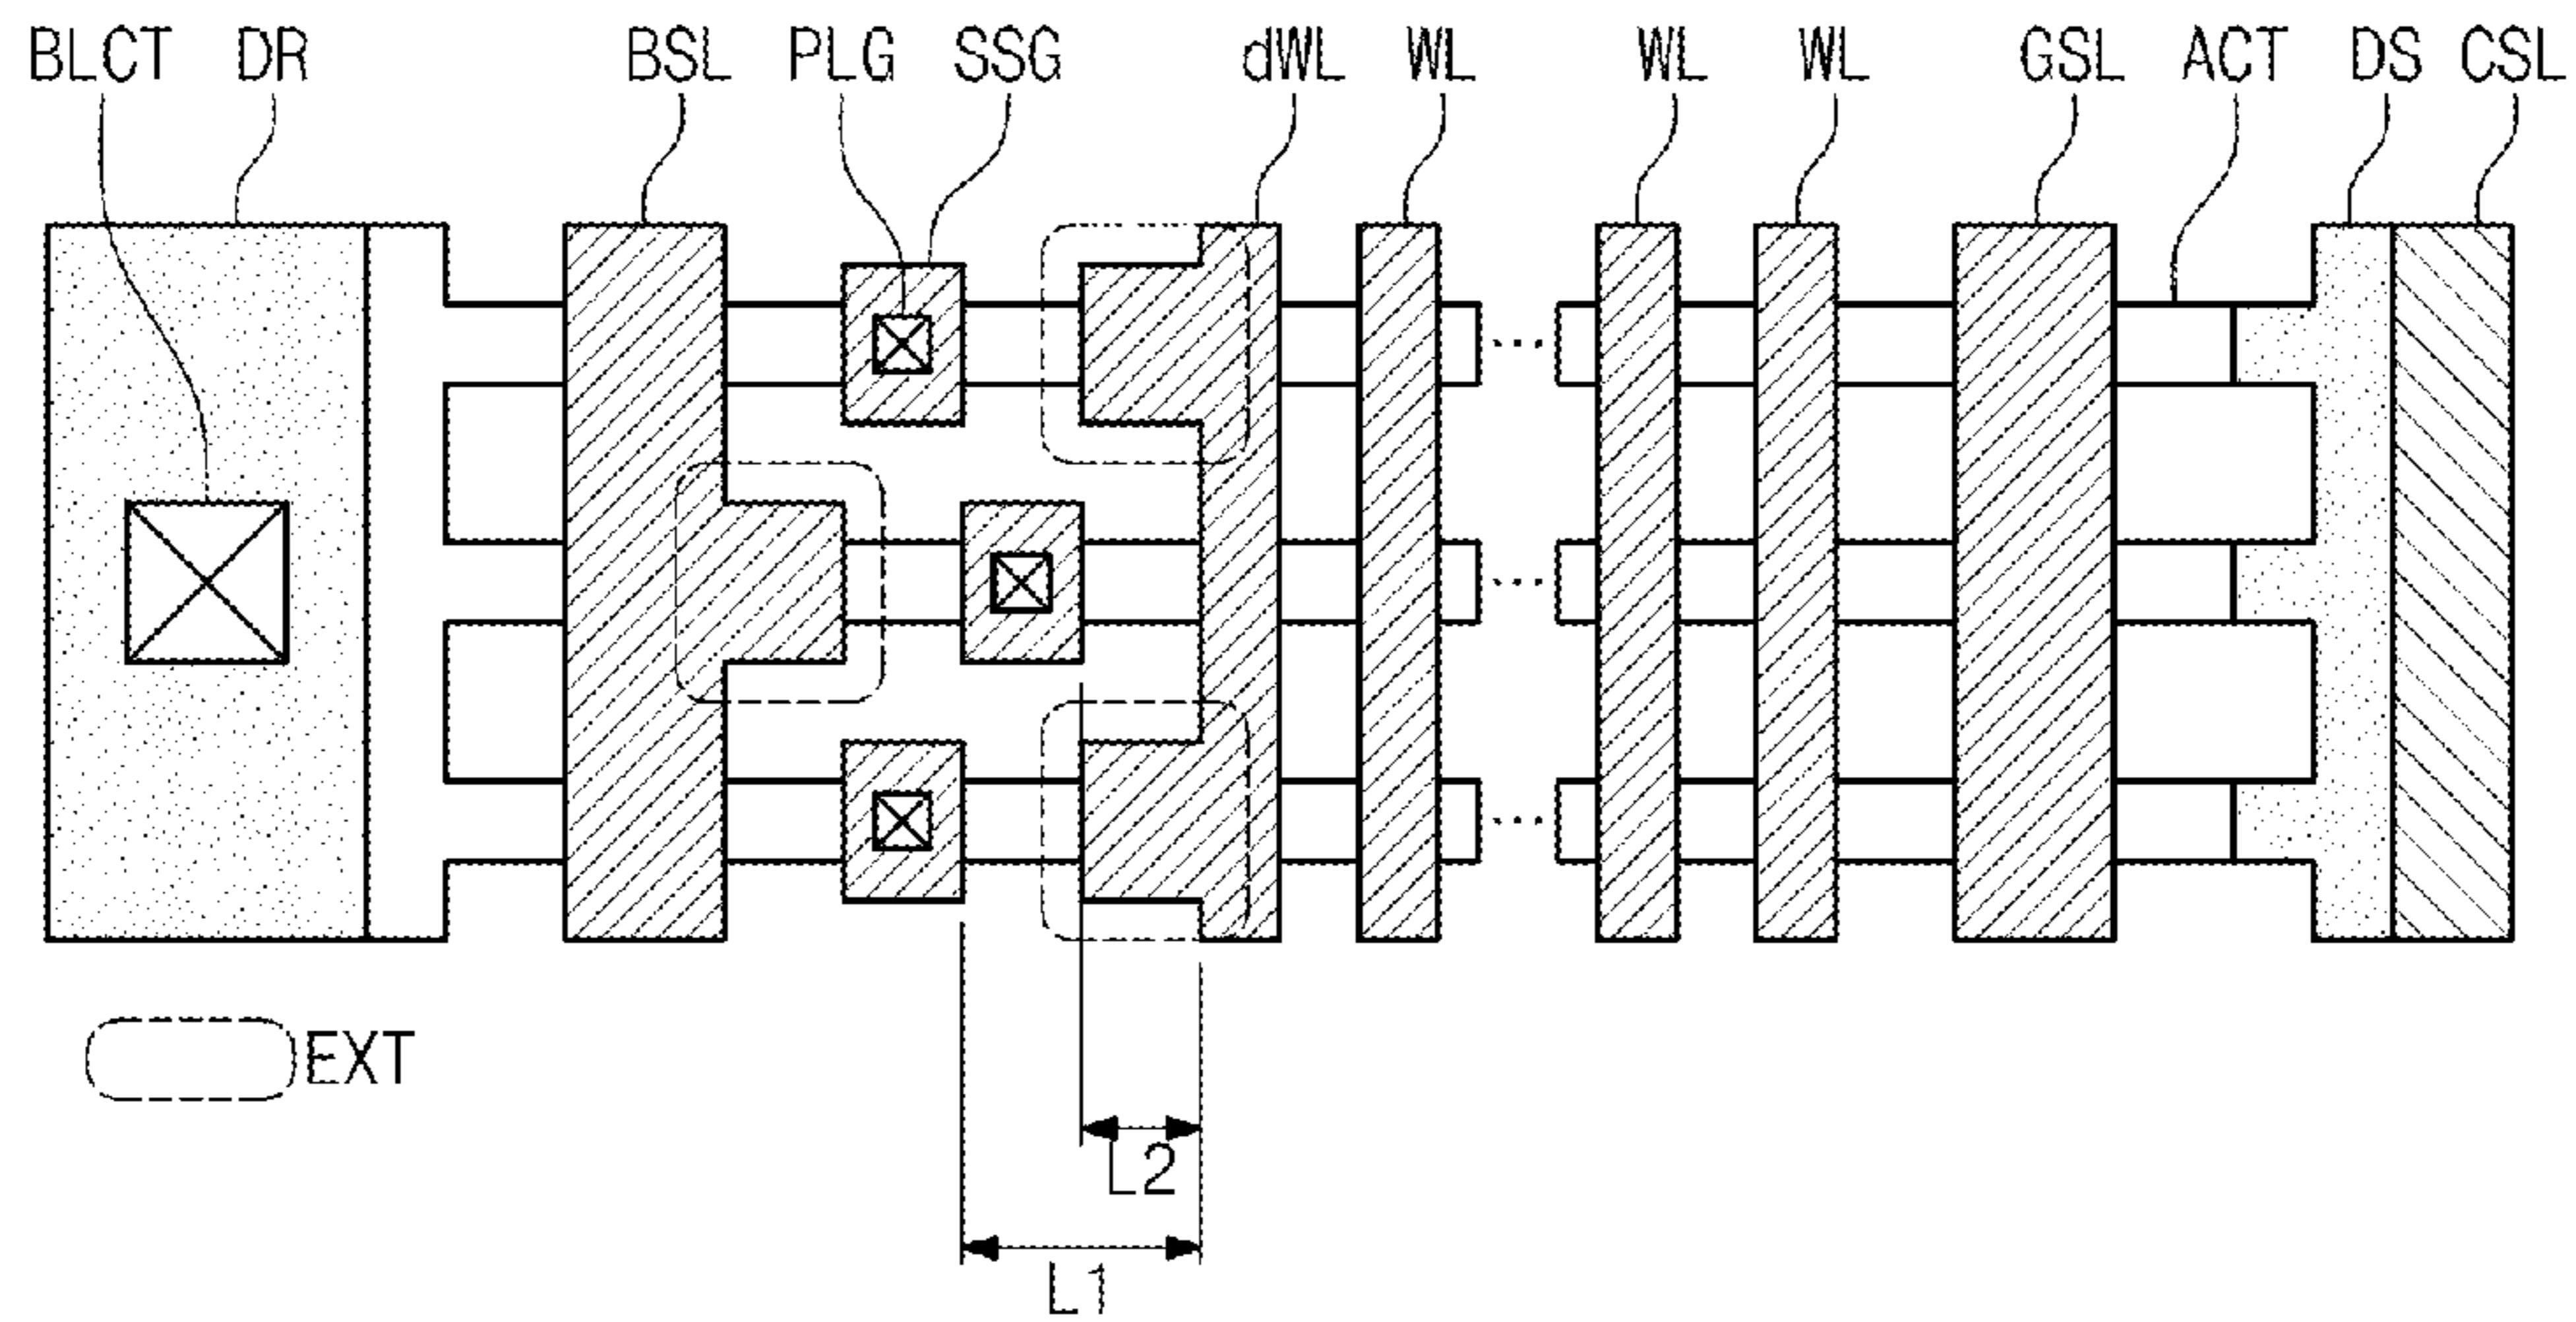 BLCT DR BSL PLG SSG dWL WL WL WL GSL ACT DS CSL
EXT
L2
L1